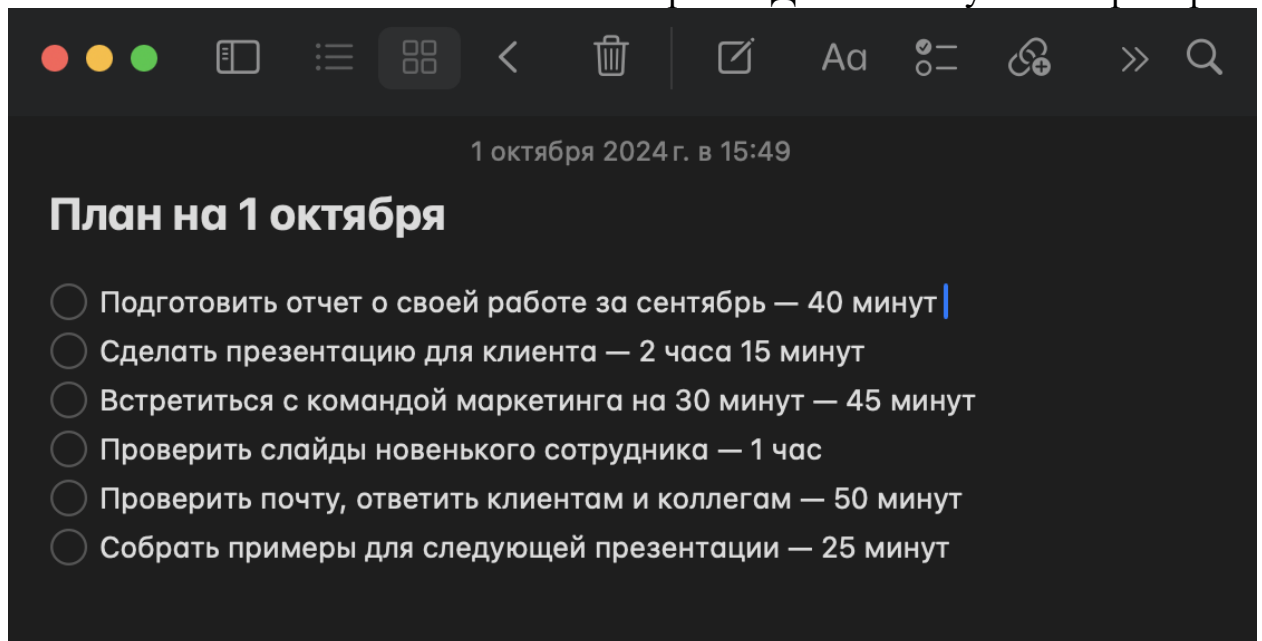 Aa
1 октября 2024 г. в 15:49
План на 1 октября
Подготовить отчет о своей работе за сентябрь — 40 минут
Сделать презентацию для клиента — 2 часа 15 минут
Встретиться с командой маркетинга на 30 минут — 45 минут
Проверить слайды новенького сотрудника — 1 час
Проверить почту, ответить клиентам и коллегам — 50 минут
Собрать примеры для следующей презентации — 25 минут